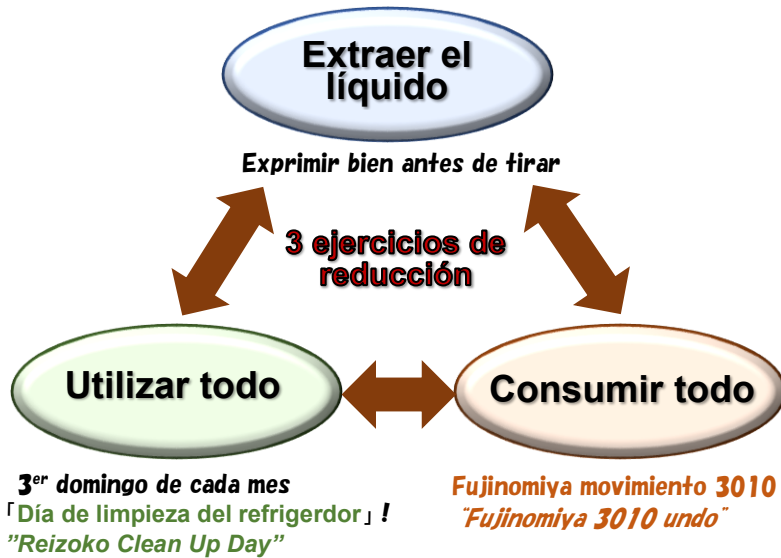 Extraer el
líquido
Exprimir bien antes de tirar
3 ejercicios de
reducción
Utilizar todo
Consumir todo
3er domingo de cada mes
「Día de limpieza del refrigerdor」!
”Reizoko Clean Up Day”
Fujinomiya movimiento 3010
“Fujinomiya 3010 undo”